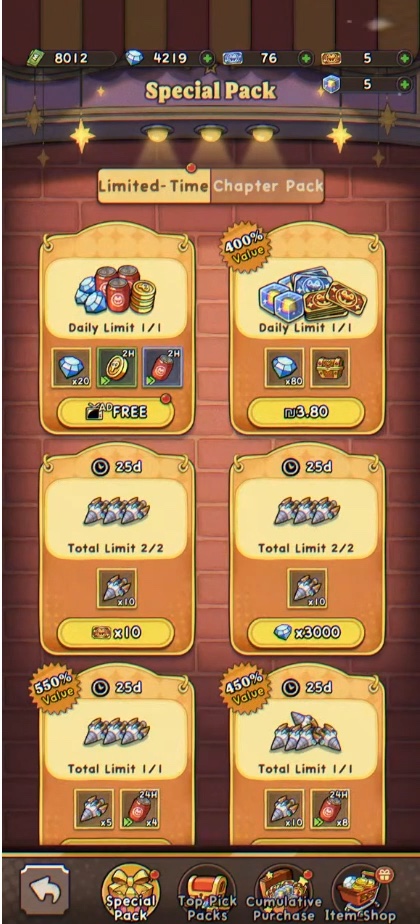 8012
4219
76
5
5
Special Pack
Limited-Time
Chapter Pack
Daily Limit 1/1
x20
2H
2H
AD FREE
400%
Value
Daily Limit 1/1
x80
₪3.80
25d
Total Limit 2/2
x10
x10
25d
Total Limit 2/2
x10
x3000
550%
Value
25d
Total Limit 1/1
x5
24H
x4
450%
Value
25d
Total Limit 1/1
x10
24H
x8
Special
Pack
Top Pick
Packs
Cumulative
Purchase
Item Shop